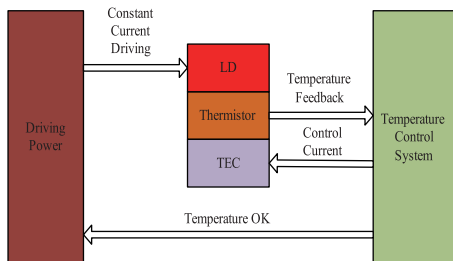 Constant
Current
Driving
LD
Temperature
Feedback
Thermistor
Driving
Power
Temperature
Control
System
Control
Current
TEC
Temperature OK